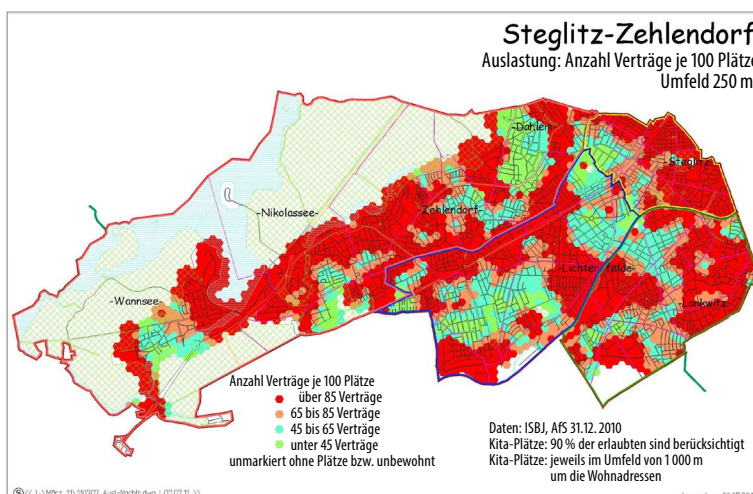 Steglitz-Zehlendorf
Auslastung: Anzahl Verträge je 100 Plätze
Umfeld 250 m
-Dahlem-
Steglitz-
-Zehlendorf-
-Nikolassee-
-Lichterfelde-
-Wannsee-
-Lankwitz-
Anzahl Verträge je 100 Plätze
über 85 Verträge
65 bis 85 Verträge
45 bis 65 Verträge
unter 45 Verträge
unmarkiert ohne Plätze bzw. unbewohnt
Daten: ISBJ, AfS 31.12. 2010
Kita-Plätze: 90 % der erlaubten sind berücksichtigt
Kita-Plätze: jeweils im Umfeld von 1 000 m
um die Wohnadressen